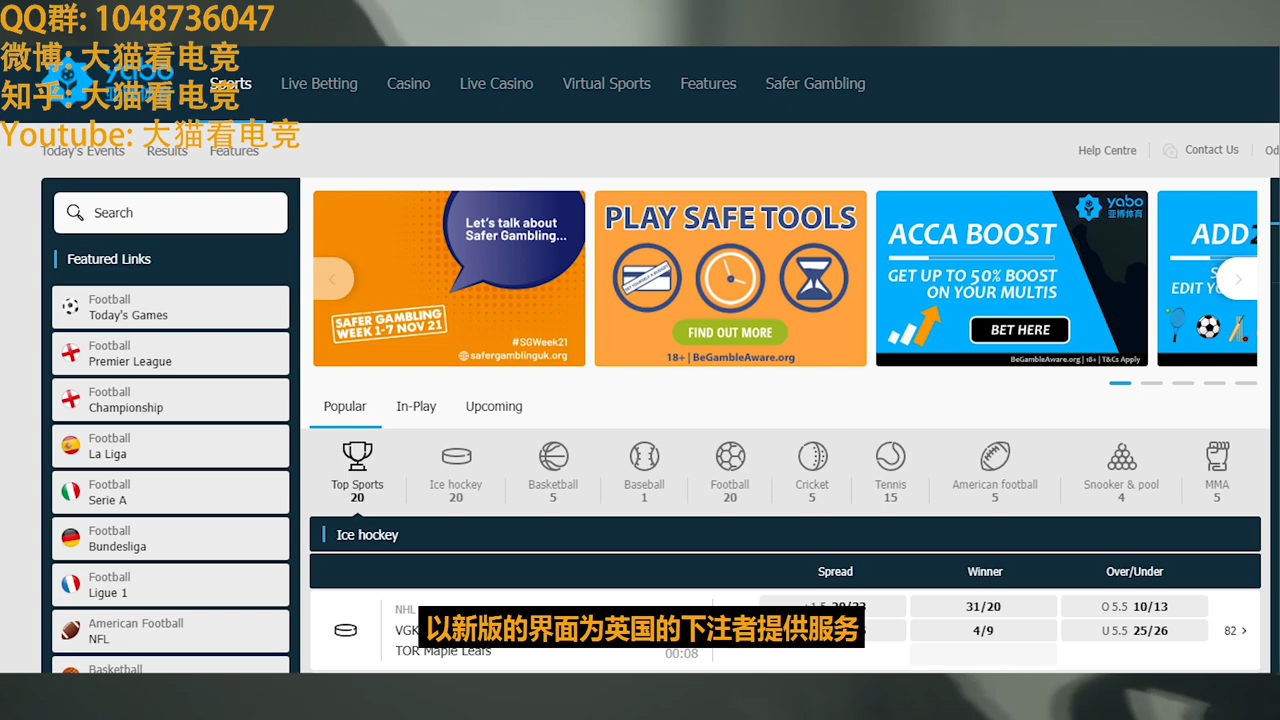 QQ群: 1048736047
微博: 大猫看电竞
知乎: 大猫看电竞
Youtube: 大猫看电竞
yabo
Sports
Live Betting
Casino
Live Casino
Virtual Sports
Features
Safer Gambling
Today's Events
Results
Features
Help Centre
Contact Us
Search
Featured Links
Football
Today's Games
Football
Premier League
Football
Championship
Football
La Liga
Football
Serie A
Football
Bundesliga
Football
Ligue 1
American Football
NFL
Basketball
Let's talk about
Safer Gambling...
SAFER GAMBLING
WEEK 1-7 NOV 21
#SGWeek21
safergamblinguk.org
PLAY SAFE TOOLS
FIND OUT MORE
18+ | BeGambleAware.org
yabo
亚博体育
ACCA BOOST
GET UP TO 50% BOOST
ON YOUR MULTIS
BET HERE
BeGambleAware.org | 18+ | T&Cs Apply
EDIT
Popular
In-Play
Upcoming
Top Sports
20
Ice hockey
20
Basketball
5
Baseball
1
Football
20
Cricket
5
Tennis
15
American football
5
Snooker & pool
4
MMA
5
Ice hockey
Spread
Winner
Over/Under
NHL
31/20
O 5.5 10/13
VGK
4/9
U 5.5 25/26
82
TOR Maple Leafs
00:08
以新版的界面为英国的下注者提供服务